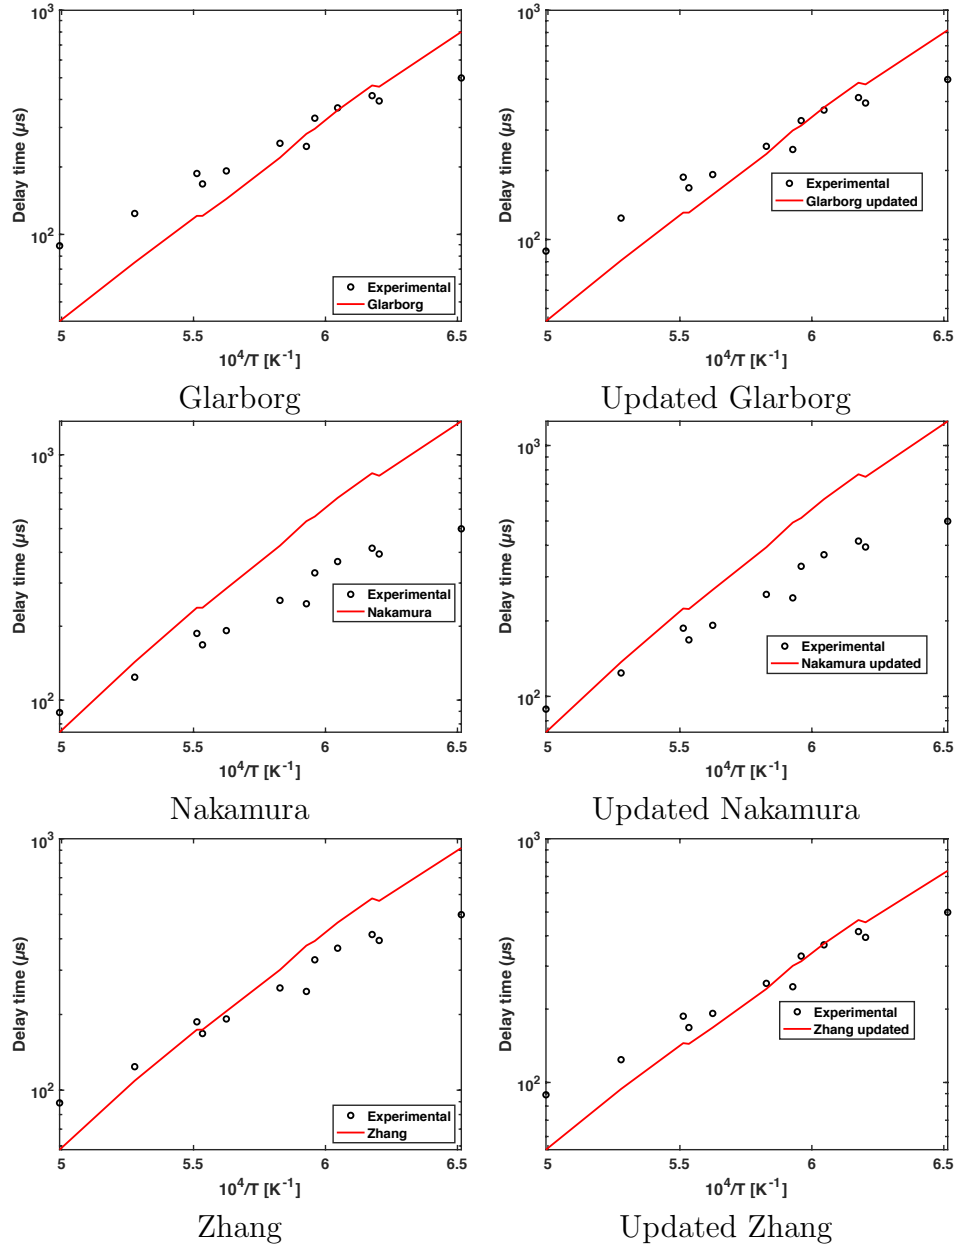 10^3
10^2
Delay time (µs)
Experimental
Glarborg
5 5.5 6 6.5
10^4/T [K^-1]
Glarborg
10^3
10^2
Delay time (µs)
Experimental
Glarborg updated
5 5.5 6 6.5
10^4/T [K^-1]
Updated Glarborg
10^3
10^2
Delay time (µs)
Experimental
Nakamura
5 5.5 6 6.5
10^4/T [K^-1]
Nakamura
10^3
10^2
Delay time (µs)
Experimental
Nakamura updated
5 5.5 6 6.5
10^4/T [K^-1]
Updated Nakamura
10^3
10^2
Delay time (µs)
Experimental
Zhang
5 5.5 6 6.5
10^4/T [K^-1]
Zhang
10^3
10^2
Delay time (µs)
Experimental
Zhang updated
5 5.5 6 6.5
10^4/T [K^-1]
Updated Zhang